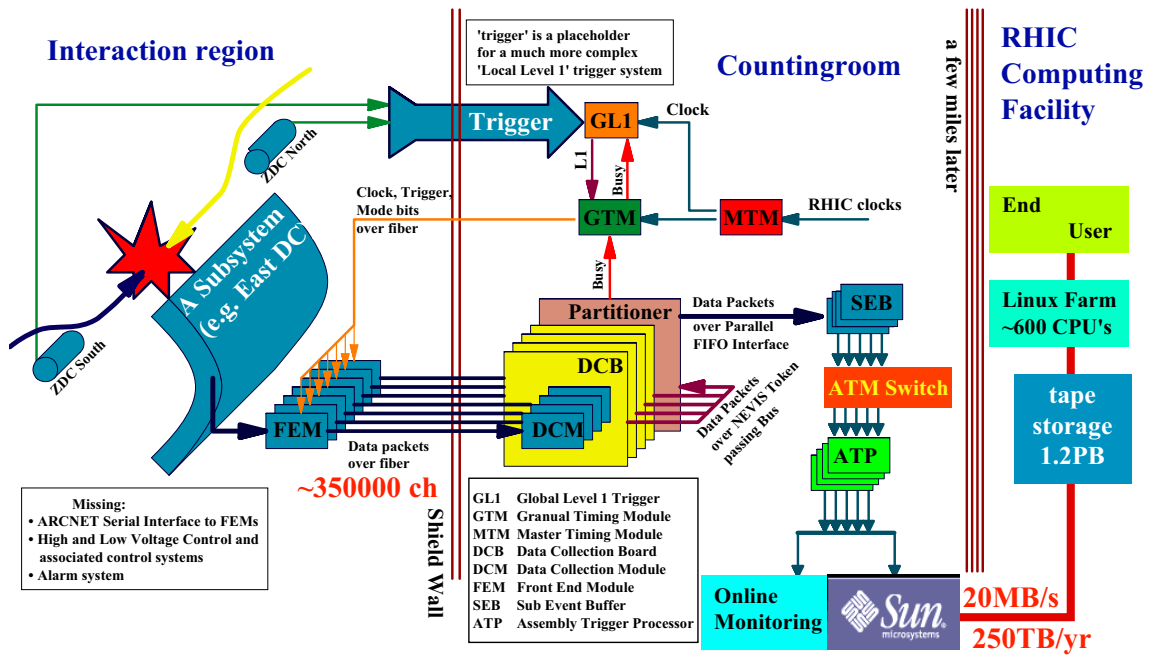 Interaction region
'trigger' is a placeholder
for a much more complex
'Local Level 1' trigger system
Countingroom
a few miles later
RHIC
Computing
Facility
ZDC North
Trigger
GL1
Clock
L1
Busy
Clock, Trigger,
Mode bits
over fiber
GTM
MTM
RHIC clocks
End
User
A Subsystem
(e.g. East DC)
Busy
ZDC South
Partitioner
Data Packets
over Parallel
FIFO Interface
SEB
Linux Farm
~600 CPU's
DCB
ATM Switch
Data Packets
over NEVIS Token
passing Bus
tape
storage
1.2PB
FEM
DCM
Data packets
over fiber
ATP
~350000 ch
Missing:
• ARCNET Serial Interface to FEMs
• High and Low Voltage Control and
associated control systems
• Alarm system
Shield Wall
GL1 Global Level 1 Trigger
GTM Granual Timing Module
MTM Master Timing Module
DCB Data Collection Board
DCM Data Collection Module
FEM Front End Module
SEB Sub Event Buffer
ATP Assembly Trigger Processor
Online
Monitoring
Sun
microsystems
20MB/s
250TB/yr